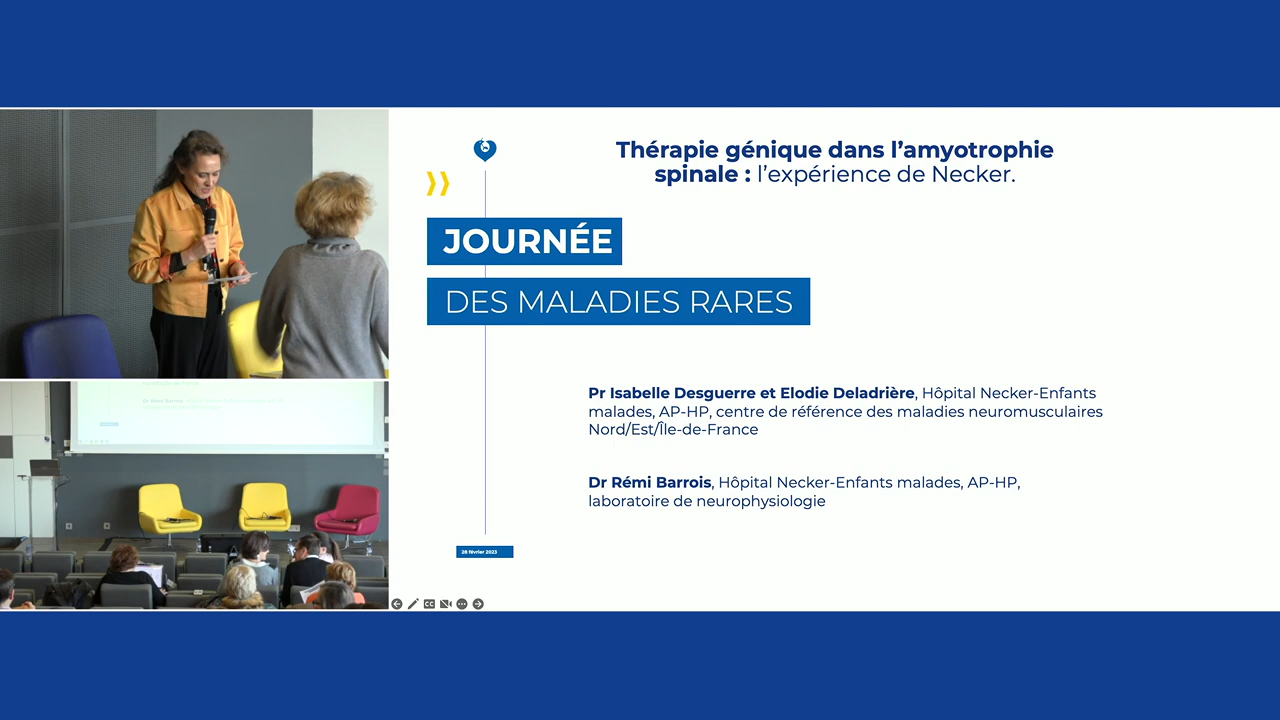 Thérapie génique dans l'amyotrophie
spinale : l'expérience de Necker.
JOURNÉE
DES MALADIES RARES
Pr Isabelle Desguerre et Elodie Deladrière, Hôpital Necker-Enfants
malades, AP-HP, centre de référence des maladies neuromusculaires
Nord/Est/Île-de-France
Dr Rémi Barrois, Hôpital Necker-Enfants malades, AP-HP,
laboratoire de neurophysiologie
28 février 2023
CC